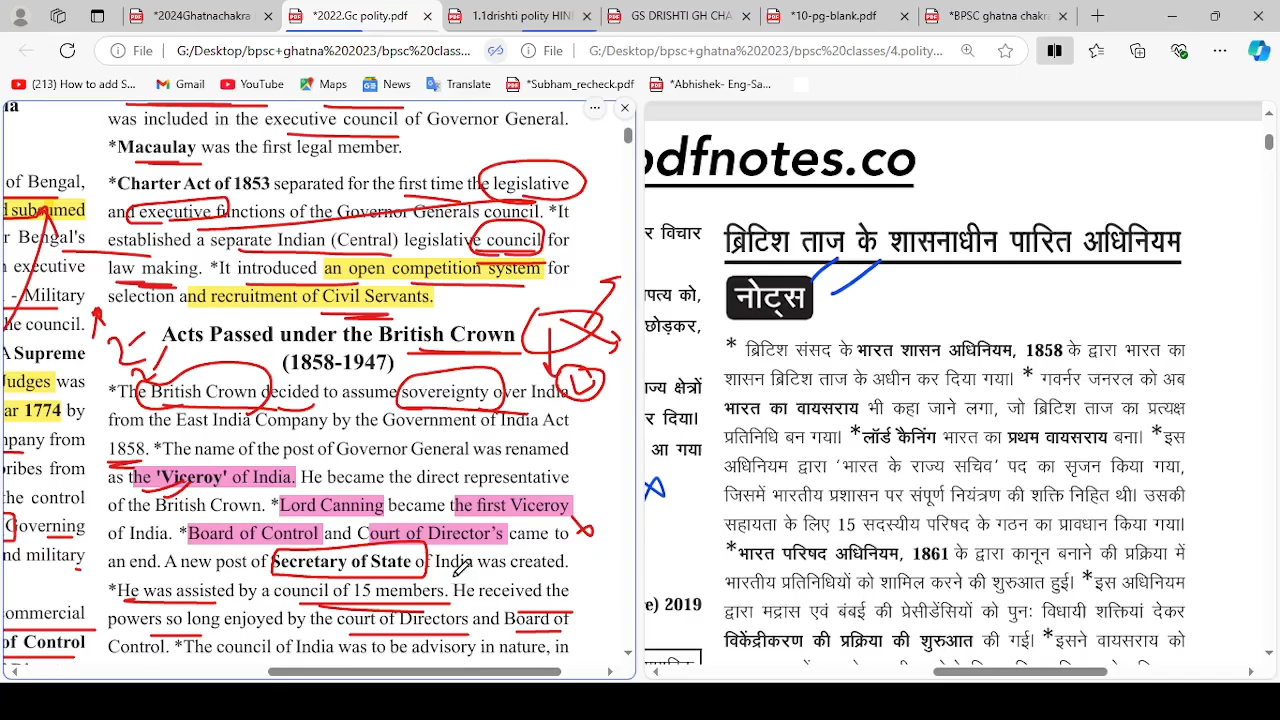 *2024Ghatnachakra
*2022.Gc polity.pdf
1.1drishti polity HIN
GS DRISHTI GH CHA
*10-pg-blank.pdf
*BPSC ghatna chakra
File
G:/Desktop/bpsc+ghatna%202023/bpsc%20class...
File
G:/Desktop/bpsc+ghatna%202023/bpsc%20classes/4.polity...
(213) How to add S...
Gmail
YouTube
Maps
News
Translate
*Subham_recheck.pdf
*Abhishek- Eng-Sa...
of Bengal,
d subsumed
r Bengal's
executive
- Military
he council.
A Supreme
Judges was
ar 1774 by
mpany from
ribes from
the control
Governing
nd military
ommercial
of Control
was included in the executive council of Governor General.
*Macaulay was the first legal member.
*Charter Act of 1853 separated for the first time the legislative
and executive functions of the Governor Generals council. *It
established a separate Indian (Central) legislative council for
law making. *It introduced an open competition system for
selection and recruitment of Civil Servants.
Acts Passed under the British Crown
(1858-1947)
*The British Crown decided to assume sovereignty over India
from the East India Company by the Government of India Act
1858. *The name of the post of Governor General was renamed
as the 'Viceroy' of India. He became the direct representative
of the British Crown. *Lord Canning became the first Viceroy
of India. *Board of Control and Court of Director's came to
an end. A new post of Secretary of State of India was created.
*He was assisted by a council of 15 members. He received the
powers so long enjoyed by the court of Directors and Board of
Control. *The council of India was to be advisory in nature, in
odfnotes.co
र विचार
पत्य को,
छोड़कर,
ज्य क्षेत्रों
र दिया।
आ गया
e) 2019
ब्रिटिश ताज के शासनाधीन पारित अधिनियम
नोट्स
* ब्रिटिश संसद के भारत शासन अधिनियम, 1858 के द्वारा भारत का
शासन ब्रिटिश ताज के अधीन कर दिया गया। * गवर्नर जनरल को अब
भारत का वायसराय भी कहा जाने लगा, जो ब्रिटिश ताज का प्रत्यक्ष
प्रतिनिधि बन गया। *लॉर्ड कैनिंग भारत का प्रथम वायसराय बना। *इस
अधिनियम द्वारा 'भारत के राज्य सचिव' पद का सृजन किया गया,
जिसमें भारतीय प्रशासन पर संपूर्ण नियंत्रण की शक्ति निहित थी। उसकी
सहायता के लिए 15 सदस्यीय परिषद के गठन का प्रावधान किया गया।
*भारत परिषद अधिनियम, 1861 के द्वारा कानून बनाने की प्रक्रिया में
भारतीय प्रतिनिधियों को शामिल करने की शुरुआत हुई। *इस अधिनियम
द्वारा मद्रास एवं बंबई की प्रेसीडेंसियों को पुनः विधायी शक्तियां देकर
विकेंद्रीकरण की प्रक्रिया की शुरुआत की गई। *इसने वायसराय को